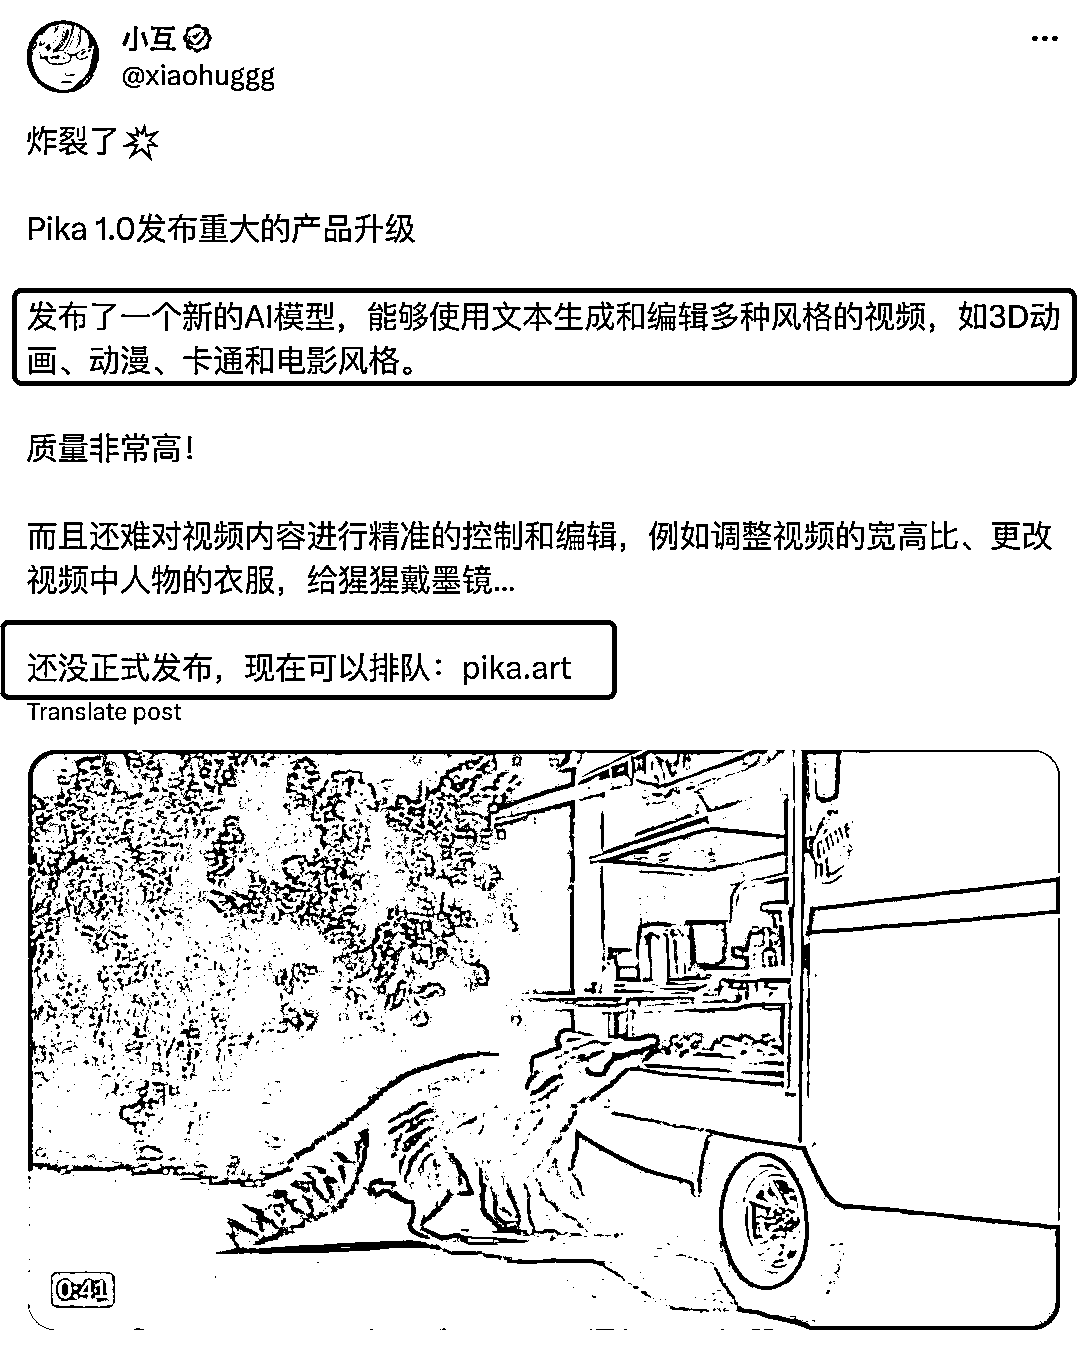 小互
@xiaohuggg
炸裂了
Pika 1.0发布重大的产品升级
发布了一个新的AI模型，能够使用文本生成和编辑多种风格的视频，如3D动
画、动漫、卡通和电影风格。
质量非常高！
而且还难对视频内容进行精准的控制和编辑，例如调整视频的宽高比、更改
视频中人物的衣服，给猩猩戴墨镜...
还没正式发布，现在可以排队：pika.art
Translate post
0:41